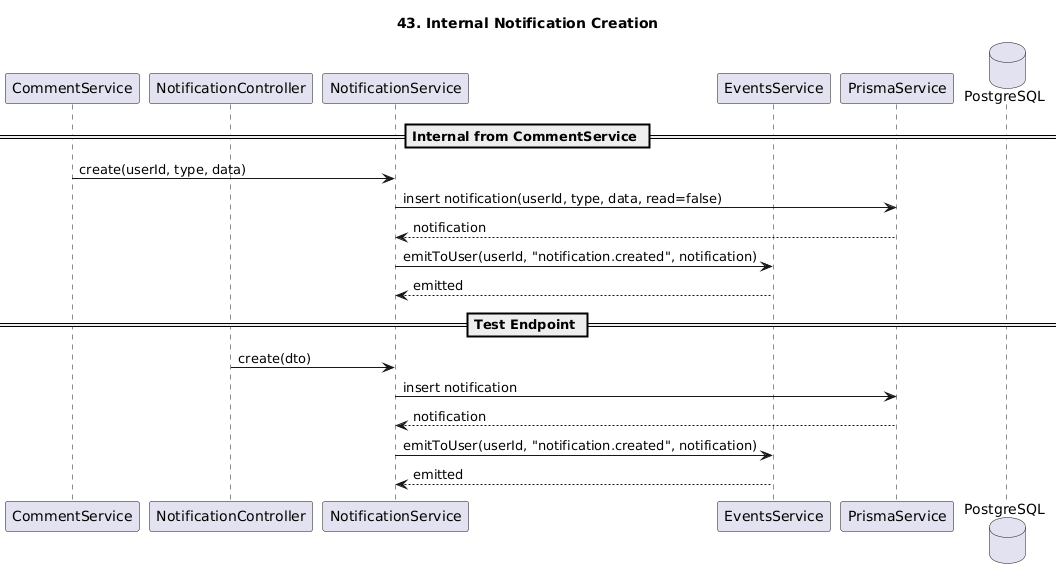 43. Internal Notification Creation
CommentService
NotificationController
NotificationService
EventsService
PrismaService
PostgreSQL
Internal from CommentService
create(userId, type, data)
insert notification(userId, type, data, read=false)
notification
emitToUser(userId, "notification.created", notification)
emitted
Test Endpoint
create(dto)
insert notification
notification
emitToUser(userId, "notification.created", notification)
emitted
CommentService
NotificationController
NotificationService
EventsService
PrismaService
PostgreSQL